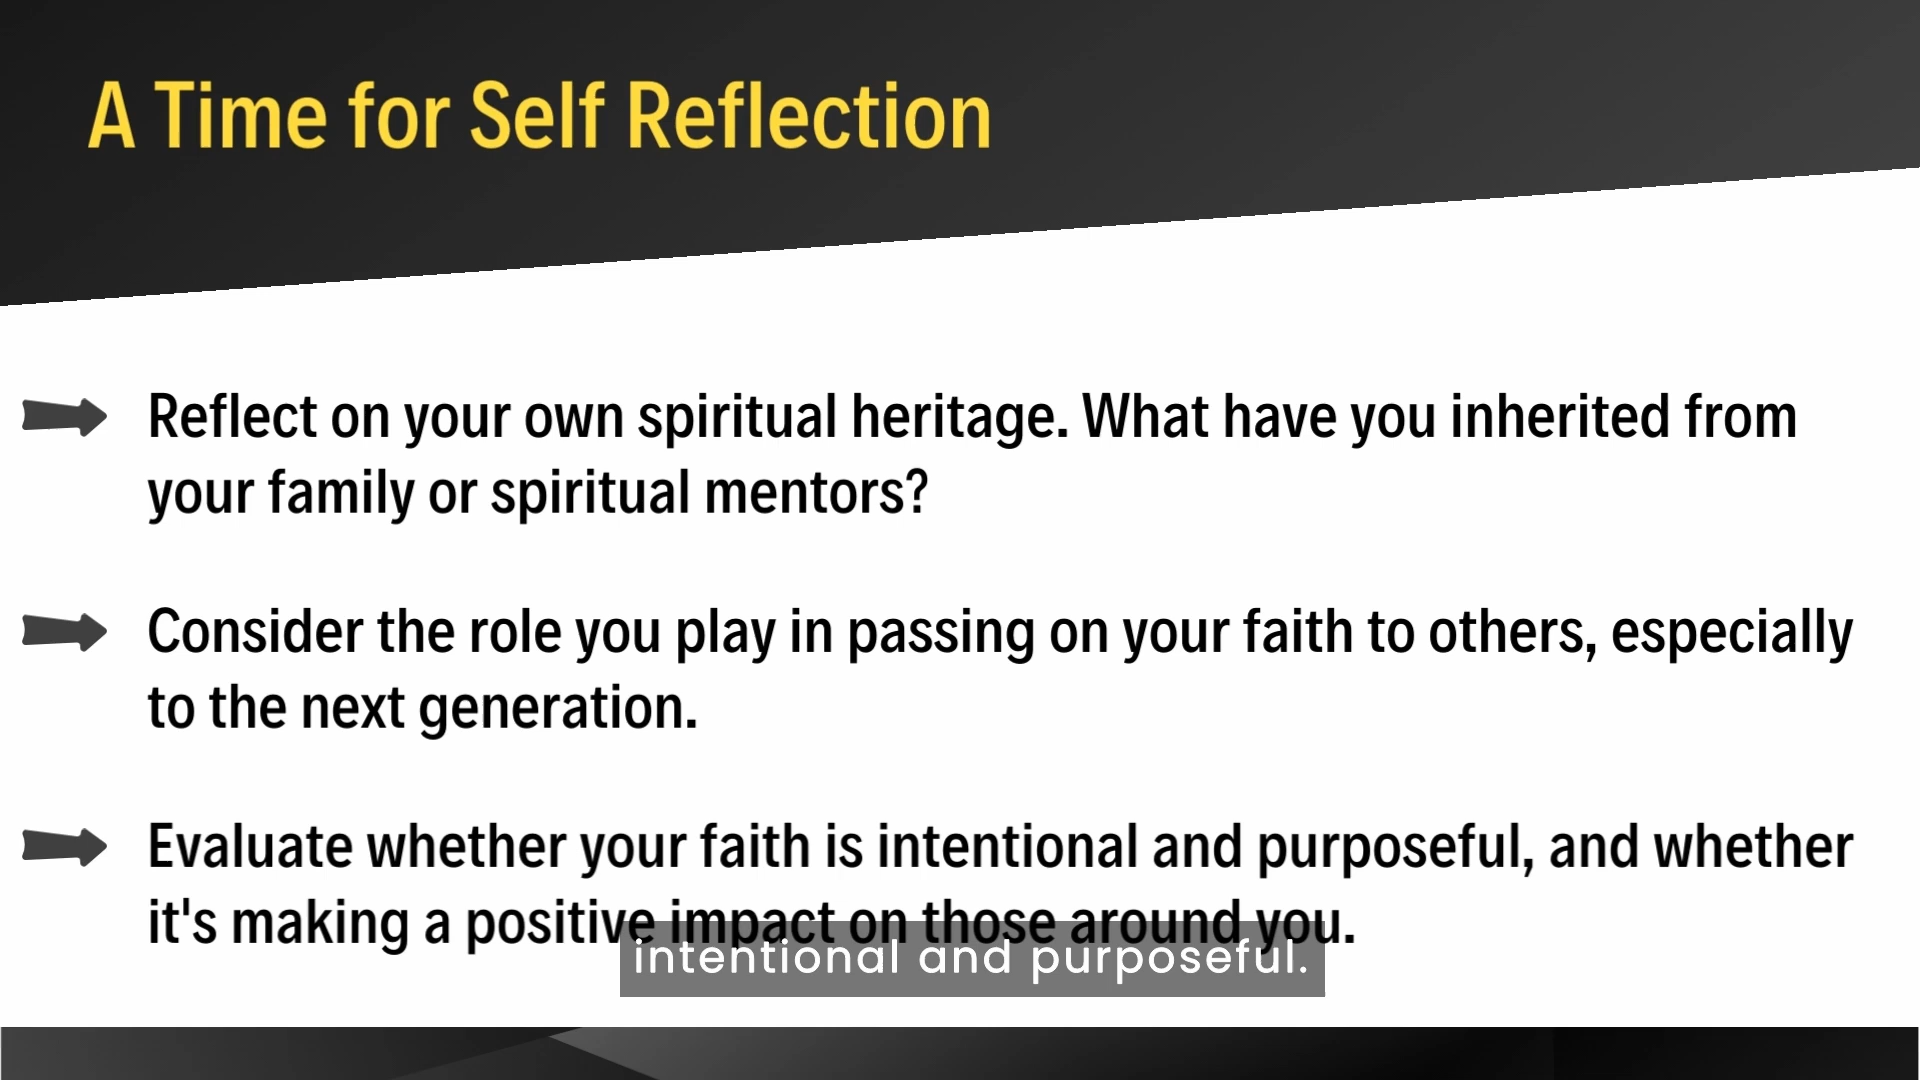 A Time for Self Reflection
Reflect on your own spiritual heritage. What have you inherited from
your family or spiritual mentors?
Consider the role you play in passing on your faith to others, especially
to the next generation.
Evaluate whether your faith is intentional and purposeful, and whether
it's making a positive impact on those around you.
intentional and purposeful.